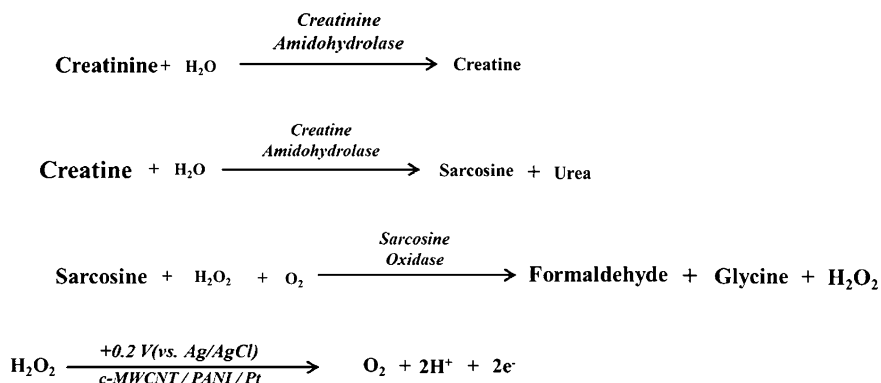 Creatinine
Amidohydrolase
Creatinine+ H₂O Creatine
Creatine
Amidohydrolase
Creatine + H₂O Sarcosine + Urea
Sarcosine
Oxidase
Sarcosine + H₂O₂ + O₂ Formaldehyde + Glycine + H₂O₂
+0.2 V(vs. Ag/AgCl)
H₂O₂ O₂ + 2H⁺ + 2e⁻
c-MWCNT / PANI / Pt